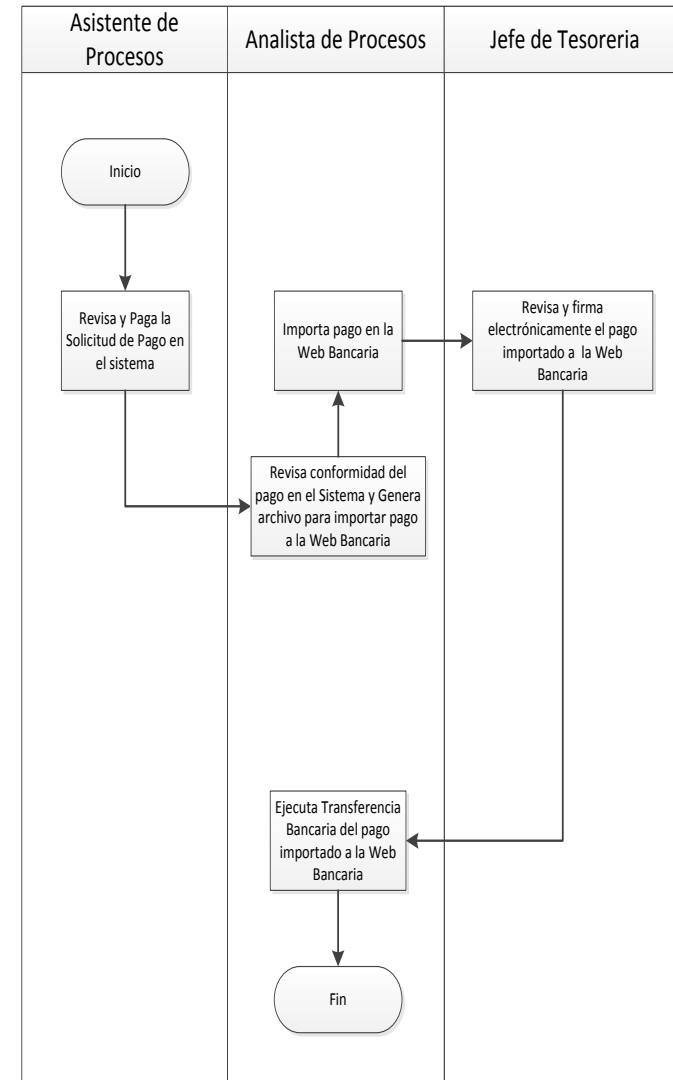 Asistente de
Procesos
Analista de Procesos
Jefe de Tesoreria
Inicio
Revisa y Paga la
Solicitud de Pago en
el sistema
Importa pago en la
Web Bancaria
Revisa y firma
electrónicamente el pago
importado a la Web
Bancaria
Revisa conformidad del
pago en el Sistema y Genera
archivo para importar pago
a la Web Bancaria
Ejecuta Transferencia
Bancaria del pago
importado a la Web
Bancaria
Fin